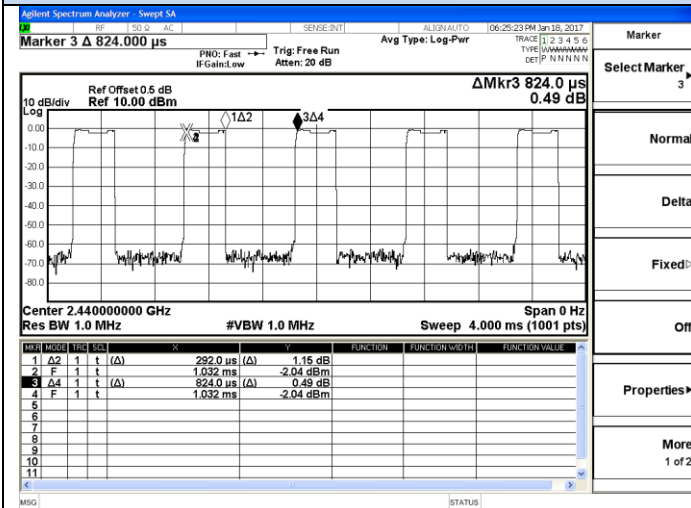 Agilent Spectrum Analyzer - Swept SA
RF 50 Ω AC SENSE:INT ALIGN AUTO 06:25:23 PM Jan 18, 2017
Marker 3 Δ 824.000 µs
PNO: Fast
IFGain:Low
Trig: Free Run
Atten: 20 dB
Avg Type: Log-Pwr
TRACE 1 2 3 4 5 6
TYPE
DET P N N N N N
Ref Offset 0.5 dB
10 dB/div Ref 10.00 dBm
Log
ΔMkr3 824.0 µs
0.49 dB
1Δ2
3Δ4
0.00
-10.0
-20.0
-30.0
-40.0
-50.0
-60.0
-70.0
-80.0
Center 2.440000000 GHz Span 0 Hz
Res BW 1.0 MHz #VBW 1.0 MHz Sweep 4.000 ms (1001 pts)
MKR MODE TRC SCL X Y FUNCTION FUNCTION WIDTH FUNCTION VALUE
1 Δ2 1 t (Δ) 292.0 µs (Δ) 1.15 dB
2 F 1 t 1.032 ms -2.04 dBm
3 Δ4 1 t (Δ) 824.0 µs (Δ) 0.49 dB
4 F 1 t 1.032 ms -2.04 dBm
5
6
7
8
9
10
11
MSG STATUS
Marker
Select Marker
3
Normal
Delta
Fixed
Off
Properties
More
1 of 2